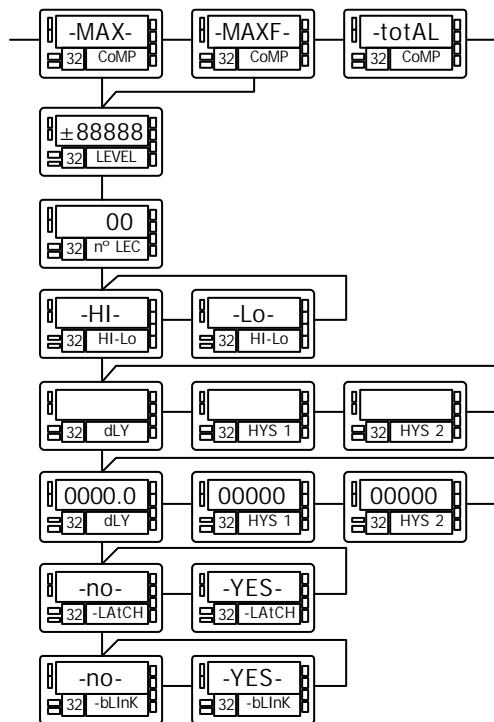 -MAX- -MAXF- -totAL
32 CoMP 32 CoMP 32 CoMP
±88888
32 LEVEL
00
32 nº LEC
-HI- -Lo-
32 HI-Lo 32 HI-Lo
32 dLY 32 HYS 1 32 HYS 2
0000.0 00000 00000
32 dLY 32 HYS 1 32 HYS 2
-no- -YES-
32 -LAtCH 32 -LAtCH
-no- -YES-
32 -bLInK 32 -bLInK